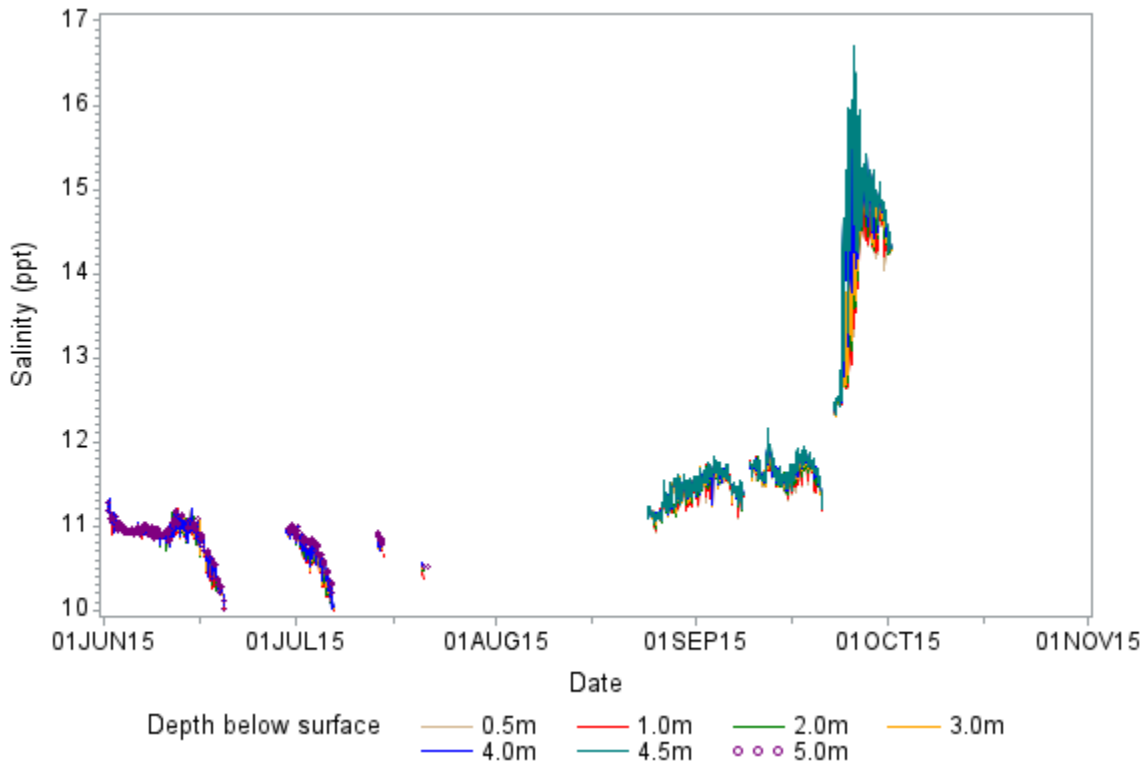 17
16
15
14
13
12
11
10
Salinity (ppt)
01JUN15 01JUL15 01AUG15 01SEP15 01OCT15 01NOV15
Date
Depth below surface 0.5m 1.0m 2.0m 3.0m
4.0m 4.5m 5.0m